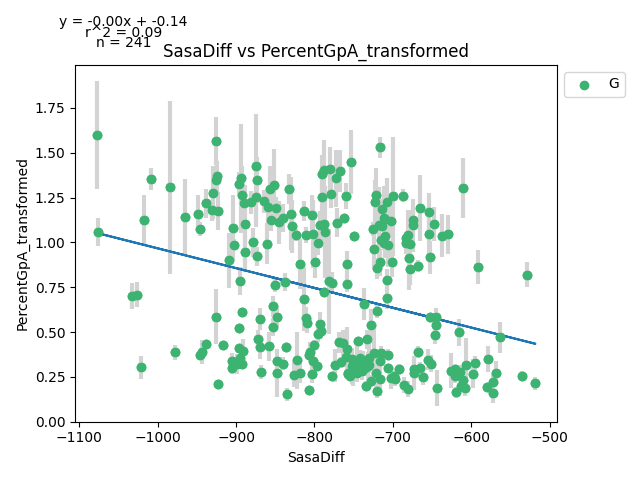 y = -0.00x + -0.14
r^2 = 0.09
n = 241
SasaDiff vs PercentGpA_transformed
G
PercentGpA_transformed
1.75
1.50
1.25
1.00
0.75
0.50
0.25
0.00
−1100 −1000 −900 −800 −700 −600 −500
SasaDiff